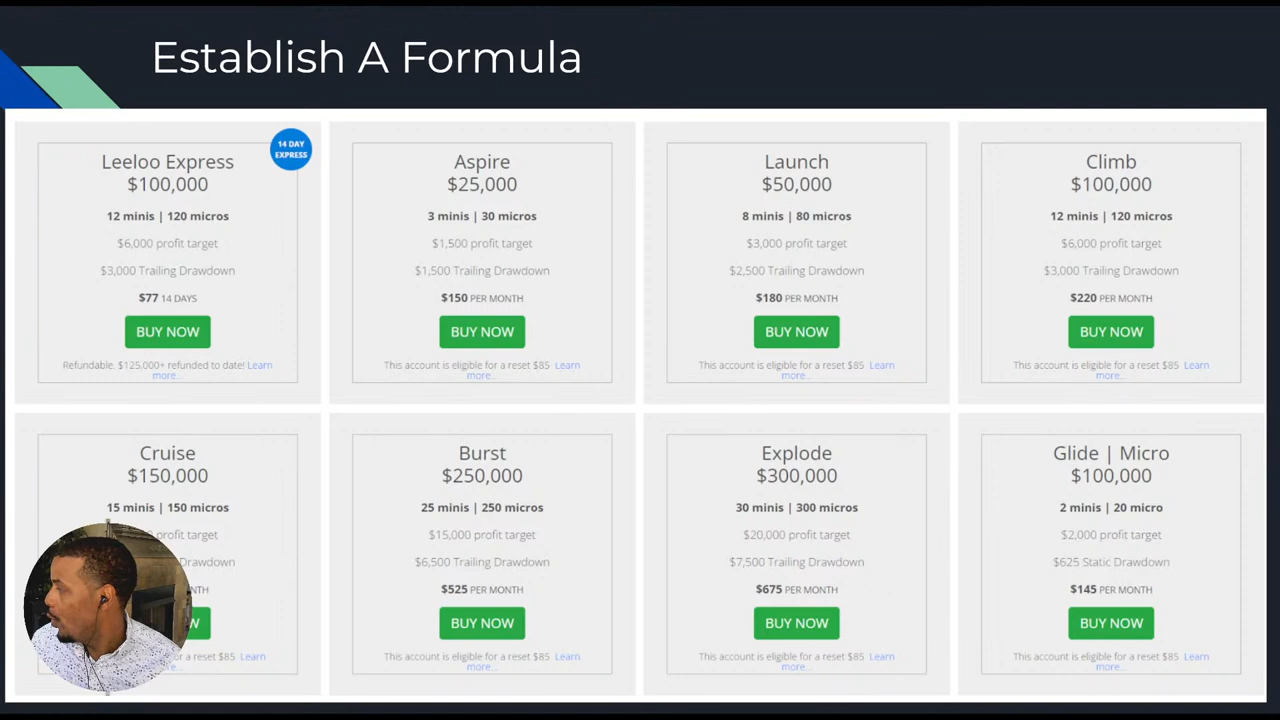 Establish A Formula
14 DAY
EXPRESS
Leeloo Express
$100,000
12 minis | 120 micros
$6,000 profit target
$3,000 Trailing Drawdown
$77 14 DAYS
BUY NOW
Refundable. $125,000+ refunded to date! Learn
more...
Aspire
$25,000
3 minis | 30 micros
$1,500 profit target
$1,500 Trailing Drawdown
$150 PER MONTH
BUY NOW
This account is eligible for a reset $85 Learn
more...
Launch
$50,000
8 minis | 80 micros
$3,000 profit target
$2,500 Trailing Drawdown
$180 PER MONTH
BUY NOW
This account is eligible for a reset $85 Learn
more...
Climb
$100,000
12 minis | 120 micros
$6,000 profit target
$3,000 Trailing Drawdown
$220 PER MONTH
BUY NOW
This account is eligible for a reset $85 Learn
more...
Cruise
$150,000
15 minis | 150 micros
profit target
Drawdown
for a reset $85 Learn
Burst
$250,000
25 minis | 250 micros
$15,000 profit target
$6,500 Trailing Drawdown
$525 PER MONTH
BUY NOW
This account is eligible for a reset $85 Learn
more...
Explode
$300,000
30 minis | 300 micros
$20,000 profit target
$7,500 Trailing Drawdown
$675 PER MONTH
BUY NOW
This account is eligible for a reset $85 Learn
more...
Glide | Micro
$100,000
2 minis | 20 micro
$2,000 profit target
$625 Static Drawdown
$145 PER MONTH
BUY NOW
This account is eligible for a reset $85 Learn
more...